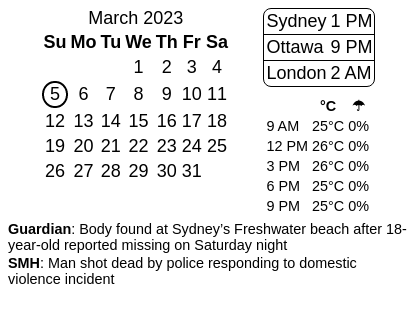 March 2023
Su Mo Tu We Th Fr Sa
1 2 3 4
5 6 7 8 9 10 11
12 13 14 15 16 17 18
19 20 21 22 23 24 25
26 27 28 29 30 31
Sydney 1 PM
Ottawa 9 PM
London 2 AM
°C ☂
9 AM 25°C 0%
12 PM 26°C 0%
3 PM 26°C 0%
6 PM 25°C 0%
9 PM 25°C 0%
Guardian: Body found at Sydney’s Freshwater beach after 18-
year-old reported missing on Saturday night
SMH: Man shot dead by police responding to domestic
violence incident